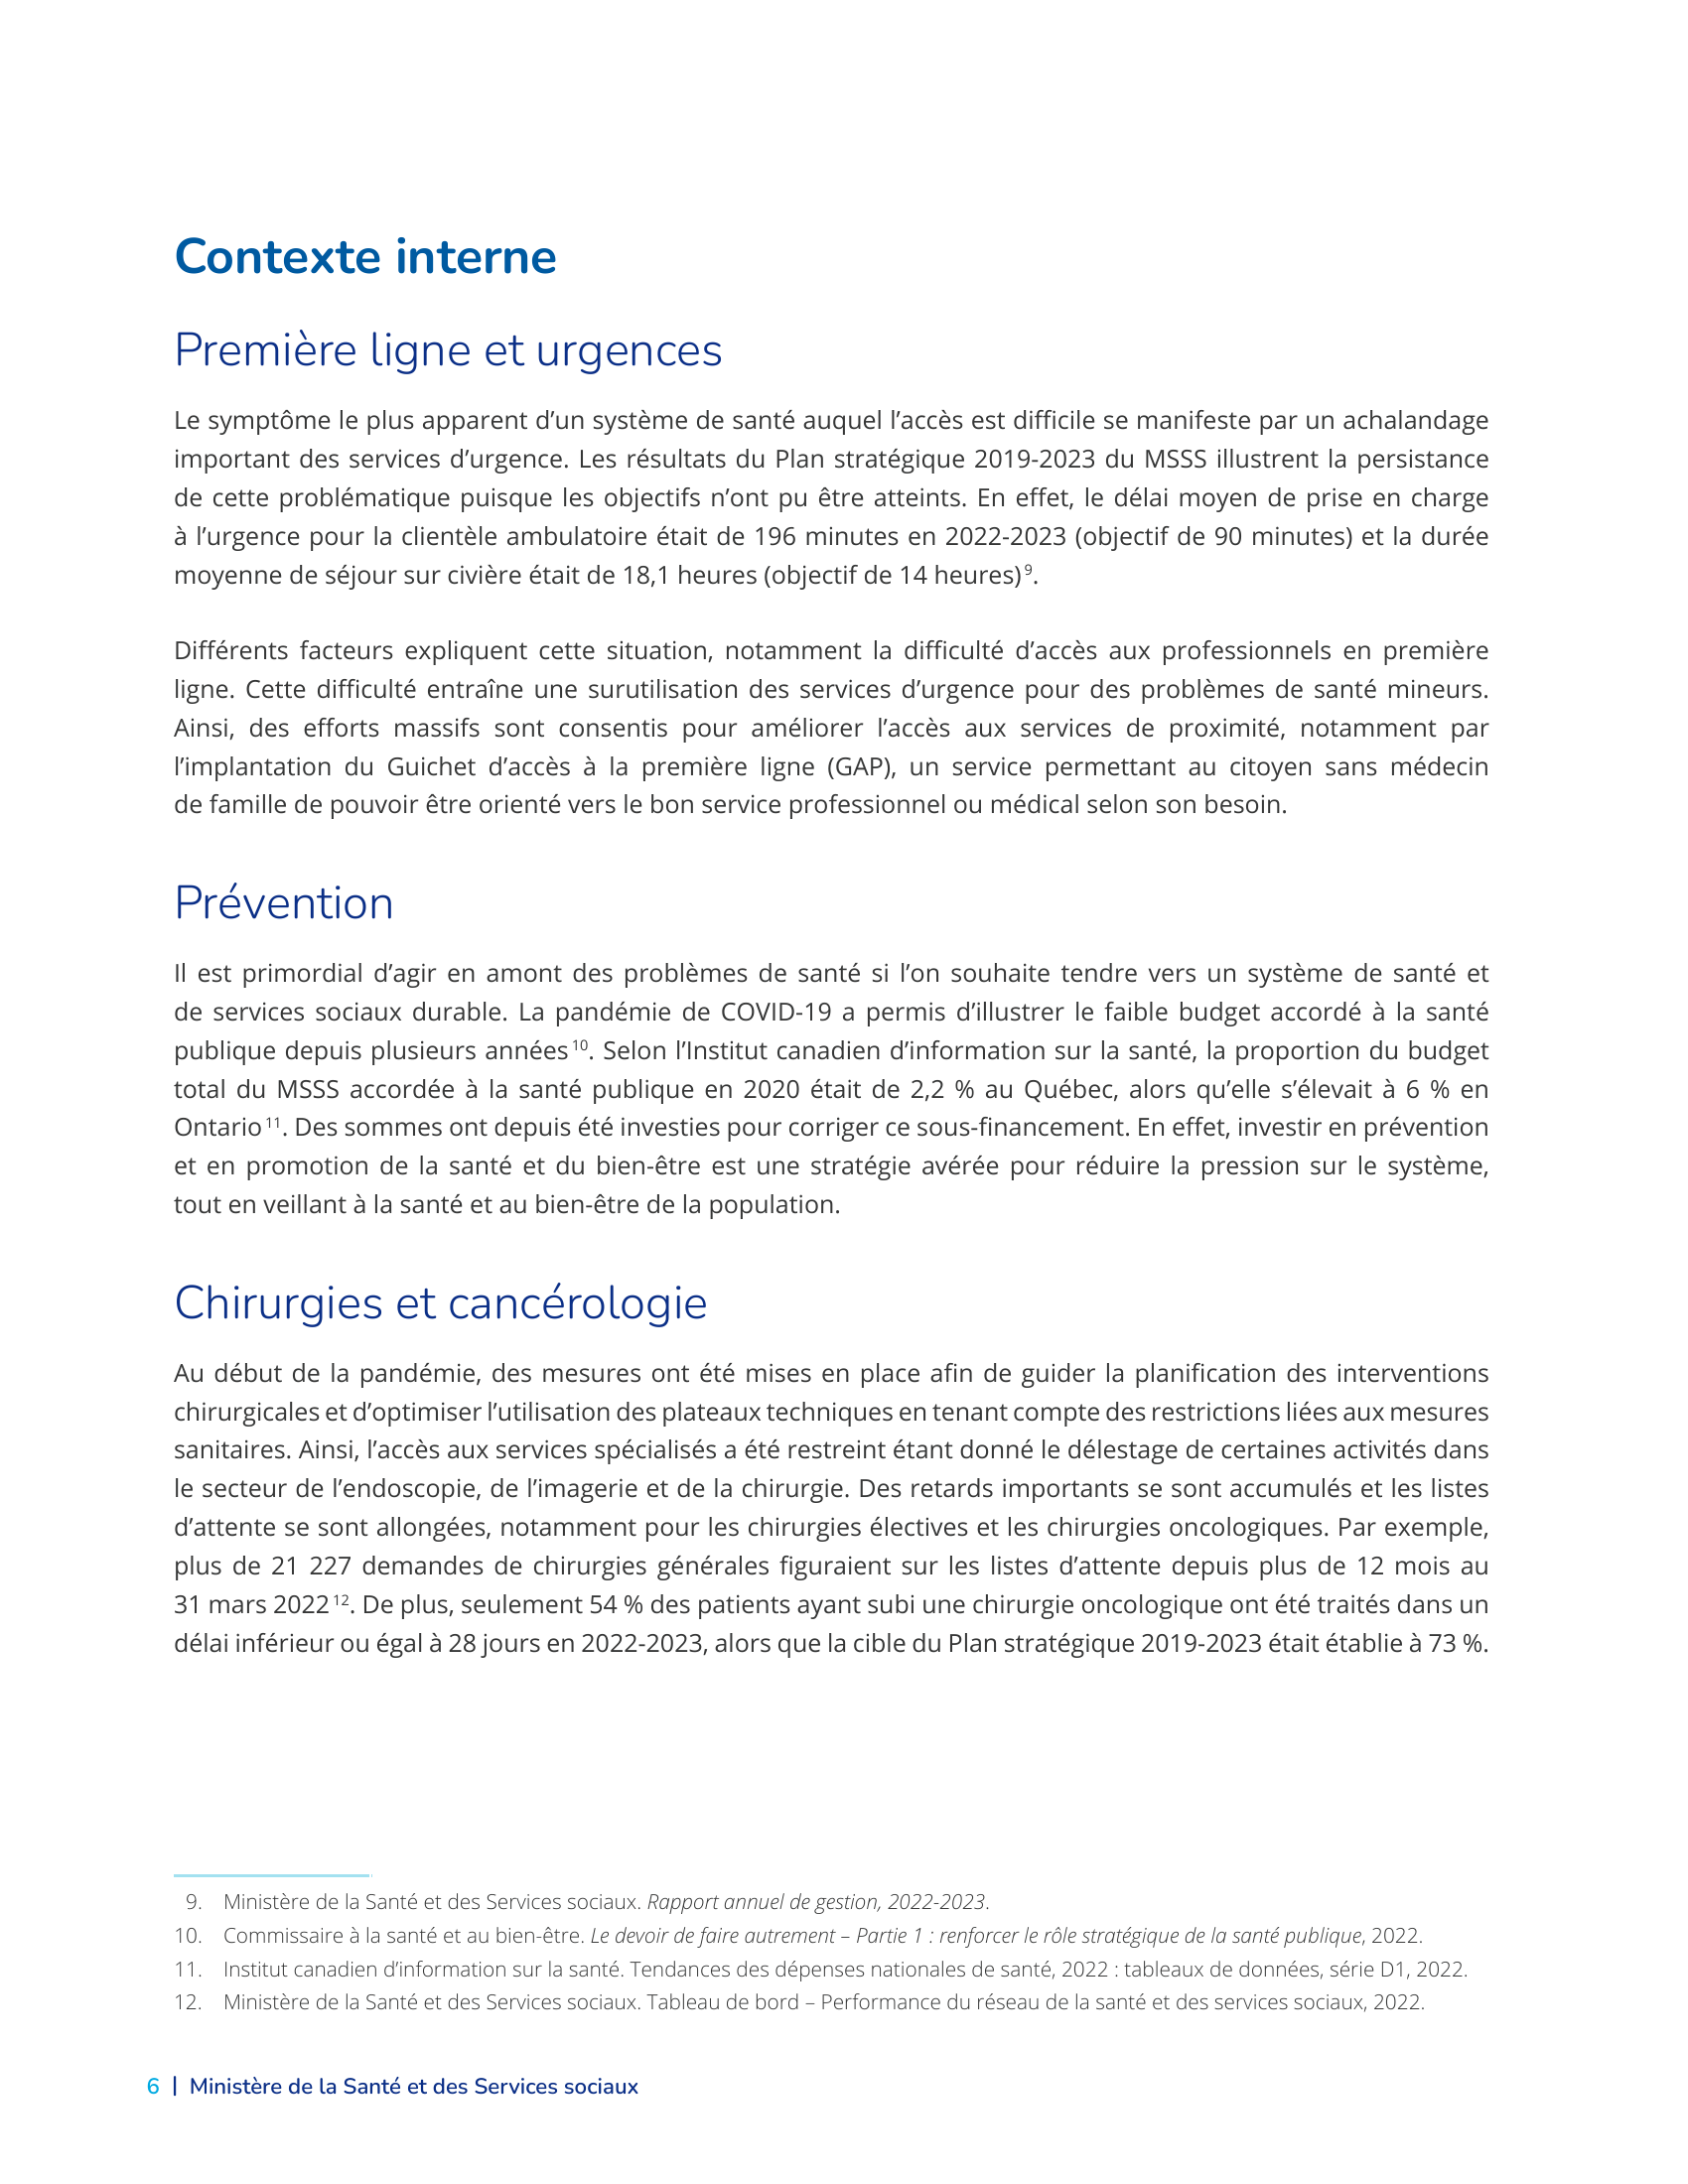 Contexte interne
Première ligne et urgences
Le symptôme le plus apparent d’un système de santé auquel l’accès est difficile se manifeste par un achalandage
important des services d’urgence. Les résultats du Plan stratégique 2019-2023 du MSSS illustrent la persistance
de cette problématique puisque les objectifs n’ont pu être atteints. En effet, le délai moyen de prise en charge
à l’urgence pour la clientèle ambulatoire était de 196 minutes en 2022-2023 (objectif de 90 minutes) et la durée
moyenne de séjour sur civière était de 18,1 heures (objectif de 14 heures) 9.
Différents facteurs expliquent cette situation, notamment la difficulté d’accès aux professionnels en première
ligne. Cette difficulté entraîne une surutilisation des services d’urgence pour des problèmes de santé mineurs.
Ainsi, des efforts massifs sont consentis pour améliorer l’accès aux services de proximité, notamment par
l’implantation du Guichet d’accès à la première ligne (GAP), un service permettant au citoyen sans médecin
de famille de pouvoir être orienté vers le bon service professionnel ou médical selon son besoin.
Prévention
Il est primordial d’agir en amont des problèmes de santé si l’on souhaite tendre vers un système de santé et
de services sociaux durable. La pandémie de COVID-19 a permis d’illustrer le faible budget accordé à la santé
publique depuis plusieurs années 10. Selon l’Institut canadien d’information sur la santé, la proportion du budget
total du MSSS accordée à la santé publique en 2020 était de 2,2 % au Québec, alors qu’elle s’élevait à 6 % en
Ontario 11. Des sommes ont depuis été investies pour corriger ce sous-financement. En effet, investir en prévention
et en promotion de la santé et du bien-être est une stratégie avérée pour réduire la pression sur le système,
tout en veillant à la santé et au bien-être de la population.
Chirurgies et cancérologie
Au début de la pandémie, des mesures ont été mises en place afin de guider la planification des interventions
chirurgicales et d’optimiser l’utilisation des plateaux techniques en tenant compte des restrictions liées aux mesures
sanitaires. Ainsi, l’accès aux services spécialisés a été restreint étant donné le délestage de certaines activités dans
le secteur de l’endoscopie, de l’imagerie et de la chirurgie. Des retards importants se sont accumulés et les listes
d’attente se sont allongées, notamment pour les chirurgies électives et les chirurgies oncologiques. Par exemple,
plus de 21 227 demandes de chirurgies générales figuraient sur les listes d’attente depuis plus de 12 mois au
31 mars 2022 12. De plus, seulement 54 % des patients ayant subi une chirurgie oncologique ont été traités dans un
délai inférieur ou égal à 28 jours en 2022-2023, alors que la cible du Plan stratégique 2019-2023 était établie à 73 %.
9. Ministère de la Santé et des Services sociaux. Rapport annuel de gestion, 2022-2023.
10. Commissaire à la santé et au bien-être. Le devoir de faire autrement – Partie 1 : renforcer le rôle stratégique de la santé publique, 2022.
11. Institut canadien d’information sur la santé. Tendances des dépenses nationales de santé, 2022 : tableaux de données, série D1, 2022.
12. Ministère de la Santé et des Services sociaux. Tableau de bord – Performance du réseau de la santé et des services sociaux, 2022.
6 | Ministère de la Santé et des Services sociaux